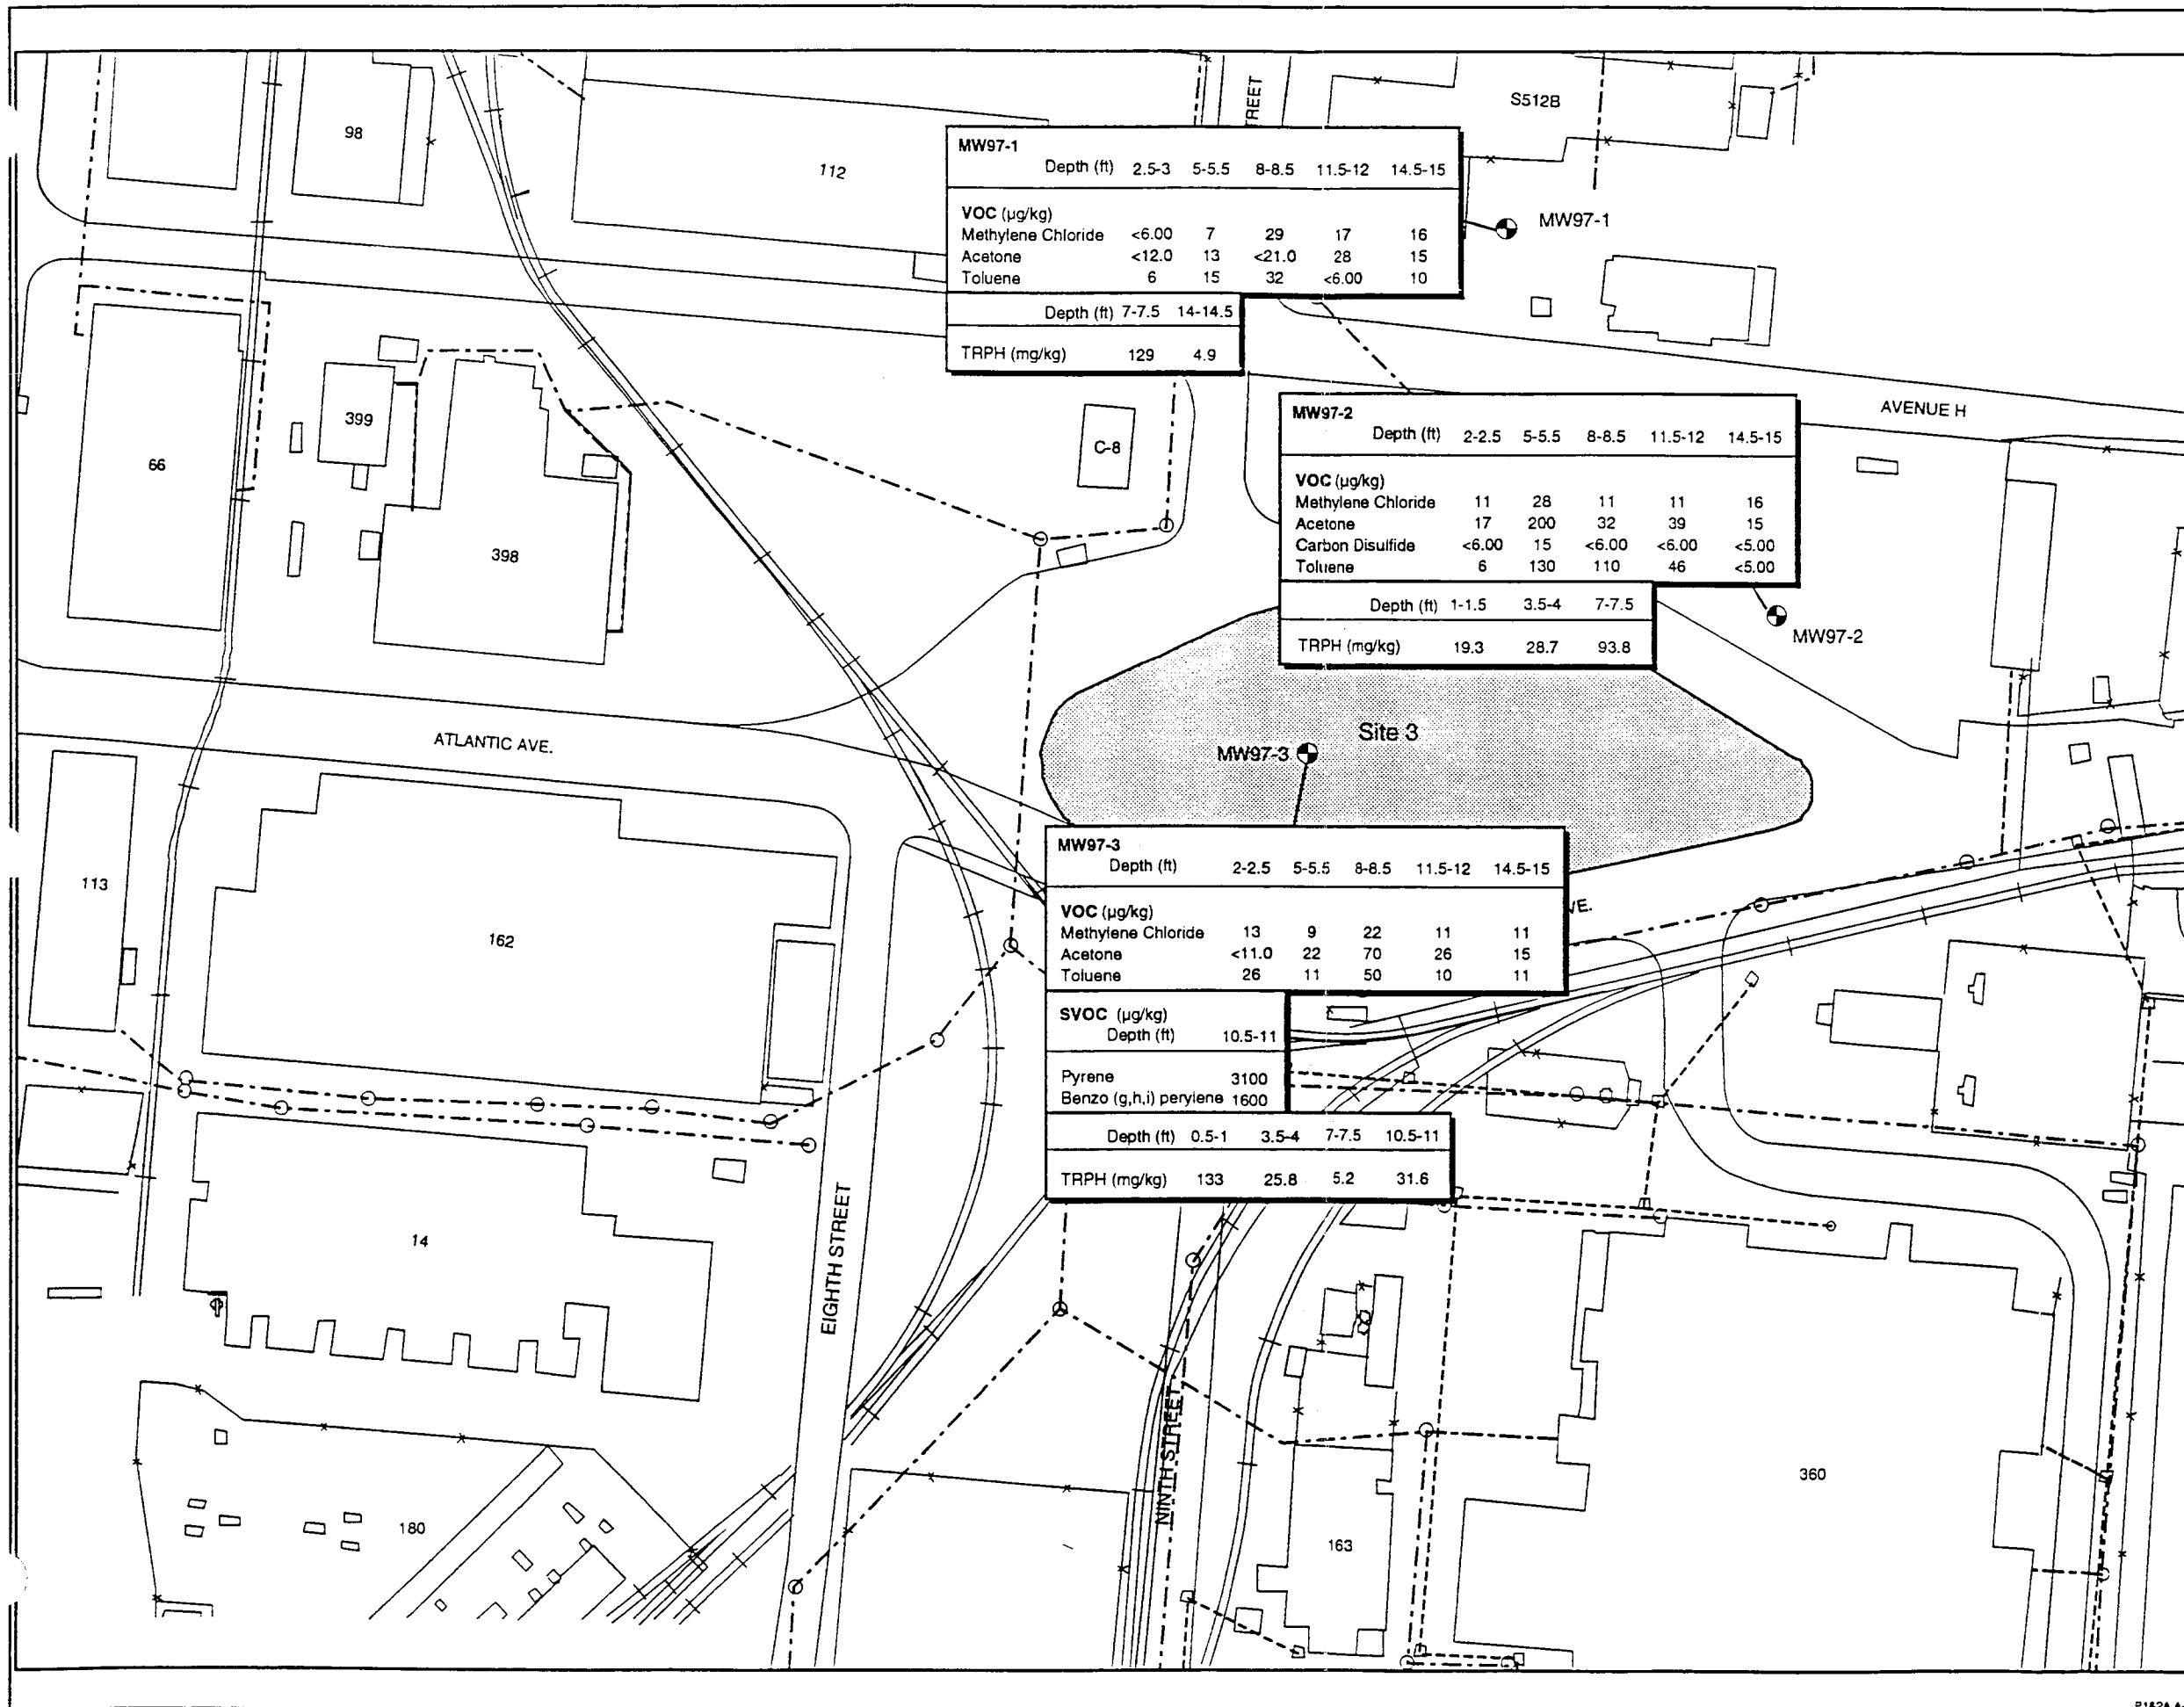 98
112
TREET
S512B
MW97-1
Depth (ft) 2.5-3 5-5.5 8-8.5 11.5-12 14.5-15
VOC (µg/kg)
Methylene Chloride <6.00 7 29 17 16
Acetone <12.0 13 <21.0 28 15
Toluene 6 15 32 <6.00 10
Depth (ft) 7-7.5 14-14.5
TRPH (mg/kg) 129 4.9
MW97-1
66
399
398
C-8
AVENUE H
MW97-2
Depth (ft) 2-2.5 5-5.5 8-8.5 11.5-12 14.5-15
VOC (µg/kg)
Methylene Chloride 11 28 11 11 16
Acetone 17 200 32 39 15
Carbon Disulfide <6.00 15 <6.00 <6.00 <5.00
Toluene 6 130 110 46 <5.00
Depth (ft) 1-1.5 3.5-4 7-7.5
TRPH (mg/kg) 19.3 28.7 93.8
MW97-2
Site 3
MW97-3
ATLANTIC AVE.
113
162
MW97-3
Depth (ft) 2-2.5 5-5.5 8-8.5 11.5-12 14.5-15
VOC (µg/kg)
Methylene Chloride 13 9 22 11 11
Acetone <11.0 22 70 26 15
Toluene 26 11 50 10 11
SVOC (µg/kg)
Depth (ft) 10.5-11
Pyrene 3100
Benzo (g,h,i) perylene 1600
Depth (ft) 0.5-1 3.5-4 7-7.5 10.5-11
TRPH (mg/kg) 133 25.8 5.2 31.6
VE.
14
EIGHTH STREET
NINTH STREET
180
163
360